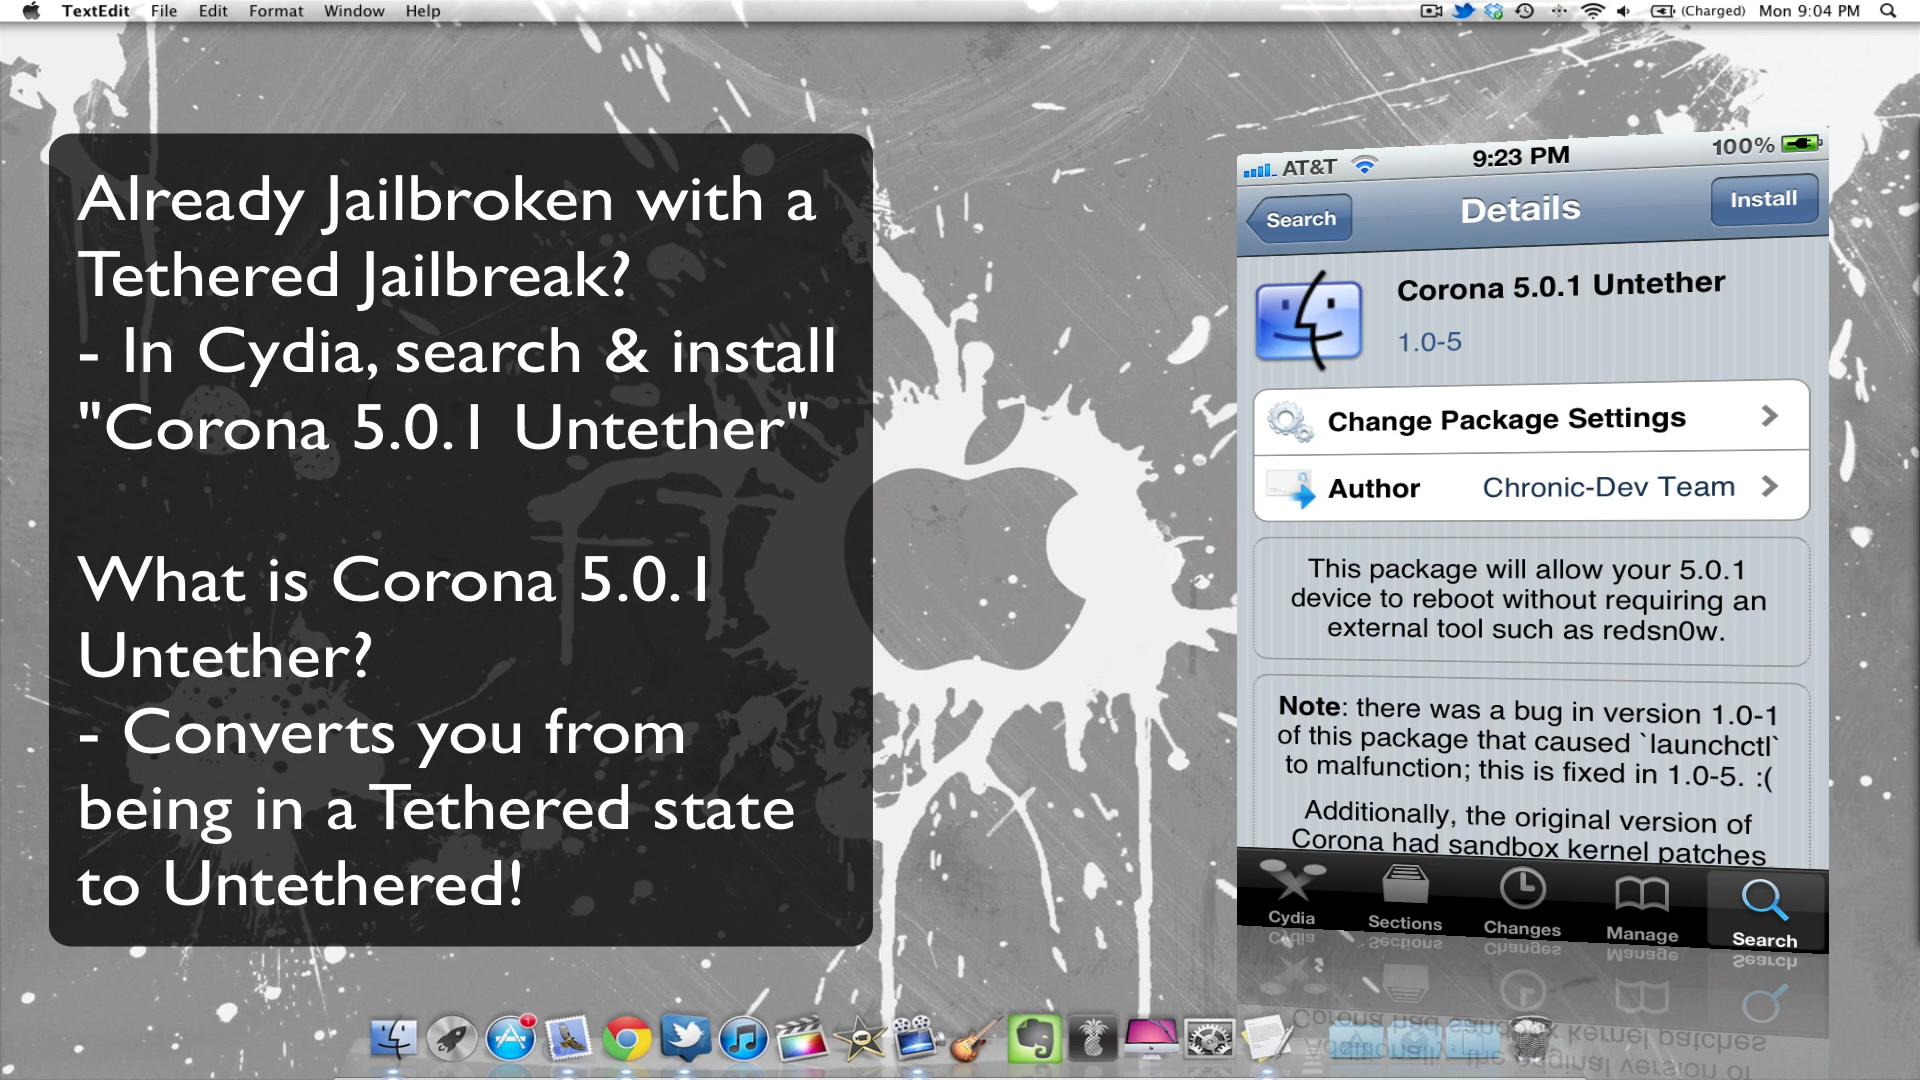 TextEdit File Edit Format Window Help
(Charged) Mon 9:04 PM
Already Jailbroken with a
Tethered Jailbreak?
- In Cydia, search & install
"Corona 5.0.1 Untether"
What is Corona 5.0.1
Untether?
- Converts you from
being in a Tethered state
to Untethered!
AT&T 9:23 PM 100%
Search Details Install
Corona 5.0.1 Untether
1.0-5
Change Package Settings
Author Chronic-Dev Team
This package will allow your 5.0.1
device to reboot without requiring an
external tool such as redsn0w.
Note: there was a bug in version 1.0-1
of this package that caused `launchctl`
to malfunction; this is fixed in 1.0-5. :(
Additionally, the original version of
Corona had sandbox kernel patches
Cydia Sections Changes Manage Search
1